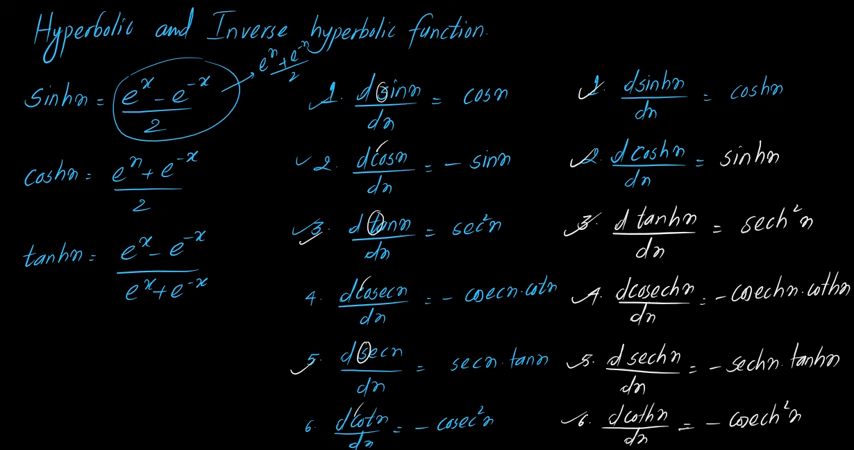 Hyperbolic and Inverse hyperbolic function.
sinhx = (e^x - e^-x)/2 → (e^x + e^-x)/2
coshx = (e^x + e^-x)/2
tanhx = (e^x - e^-x)/(e^x + e^-x)
1. d sinx/dx = cosx
2. dcosx/dx = - sinx
3. d tanx/dx = sec²x
4. dcosecx/dx = - cosecx·cotx
5. d secx/dx = secx·tanx
6. dcotx/dx = - cosec²x
1. dsinhx/dx = coshx
2. dcoshx/dx = sinhx
3. d tanhx/dx = sech²x
4. dcosechx/dx = - cosechx·cothx
5. d sechx/dx = - sechx·tanhx
6. dcothx/dx = - cosech²x